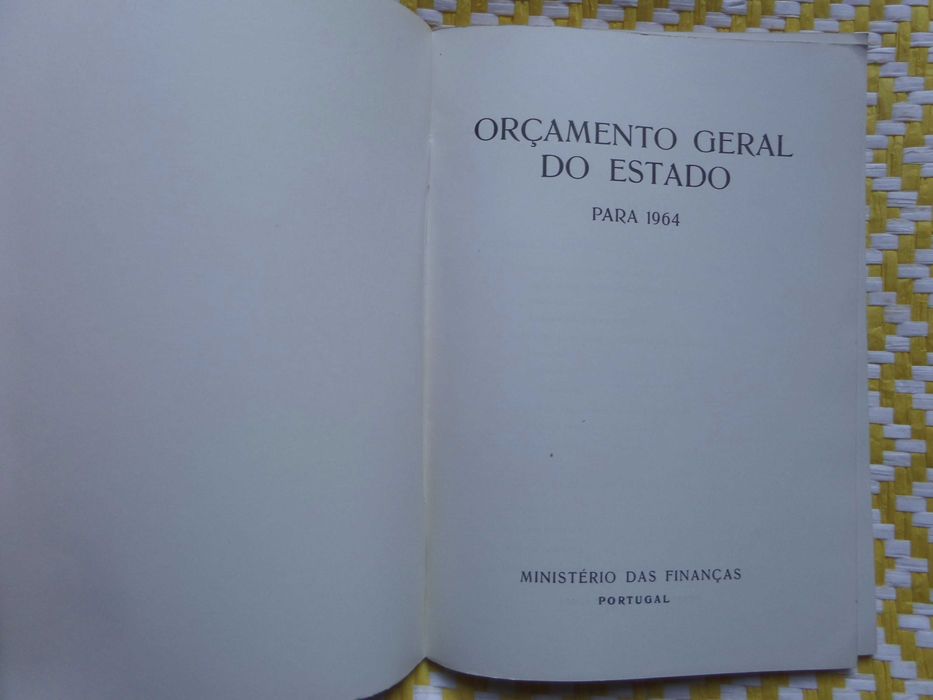 ORÇAMENTO GERAL
DO ESTADO
PARA 1964
MINISTÉRIO DAS FINANÇAS
PORTUGAL